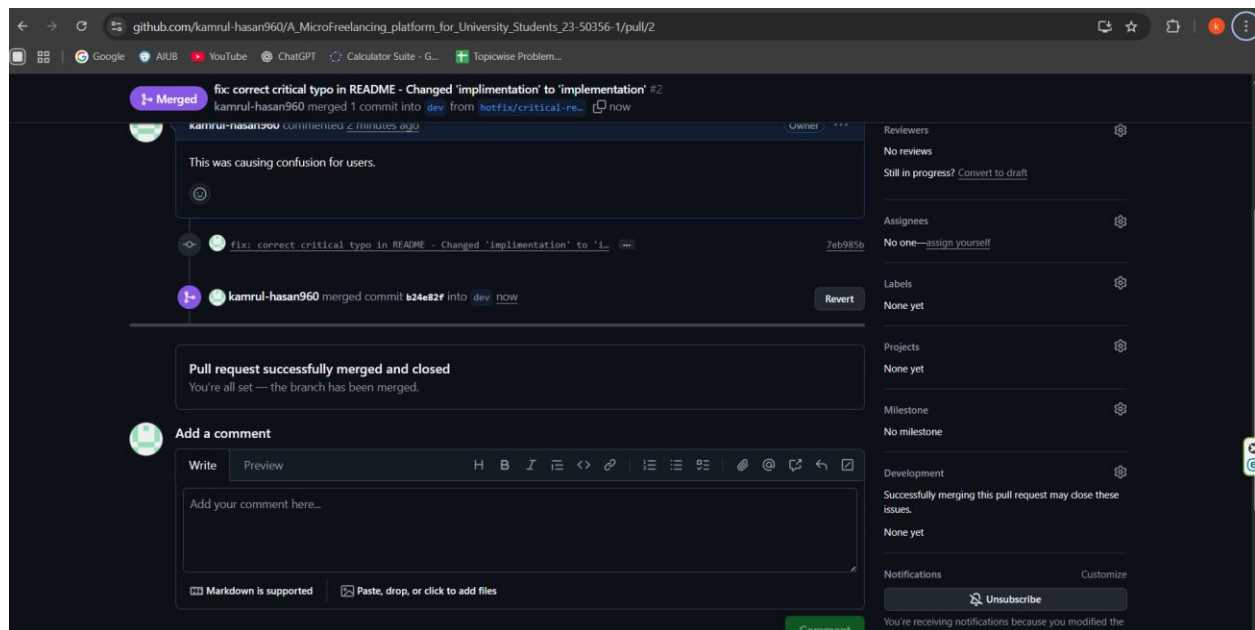 github.com/kamrul-hasan960/A_MicroFreelancing_platform_for_University_Students_23-50356-1/pull/2
k
Google AIUB YouTube ChatGPT Calculator Suite - G... Topicwise Problem...
Merged
fix: correct critical typo in README - Changed 'implimentation' to 'implementation' #2
kamrul-hasan960 merged 1 commit into dev from hotfix/critical-re… now
kamrul-hasan960 commented 2 minutes ago Owner ...
This was causing confusion for users.
fix: correct critical typo in README - Changed 'implimentation' to 'i… ... 7eb985b
kamrul-hasan960 merged commit b24e82f into dev now
Revert
Pull request successfully merged and closed
You're all set — the branch has been merged.
Add a comment
Write Preview H B I
Add your comment here...
Markdown is supported Paste, drop, or click to add files
Comment
Reviewers
No reviews
Still in progress? Convert to draft
Assignees
No one—assign yourself
Labels
None yet
Projects
None yet
Milestone
No milestone
Development
Successfully merging this pull request may close these
issues.
None yet
Notifications Customize
Unsubscribe
You're receiving notifications because you modified the